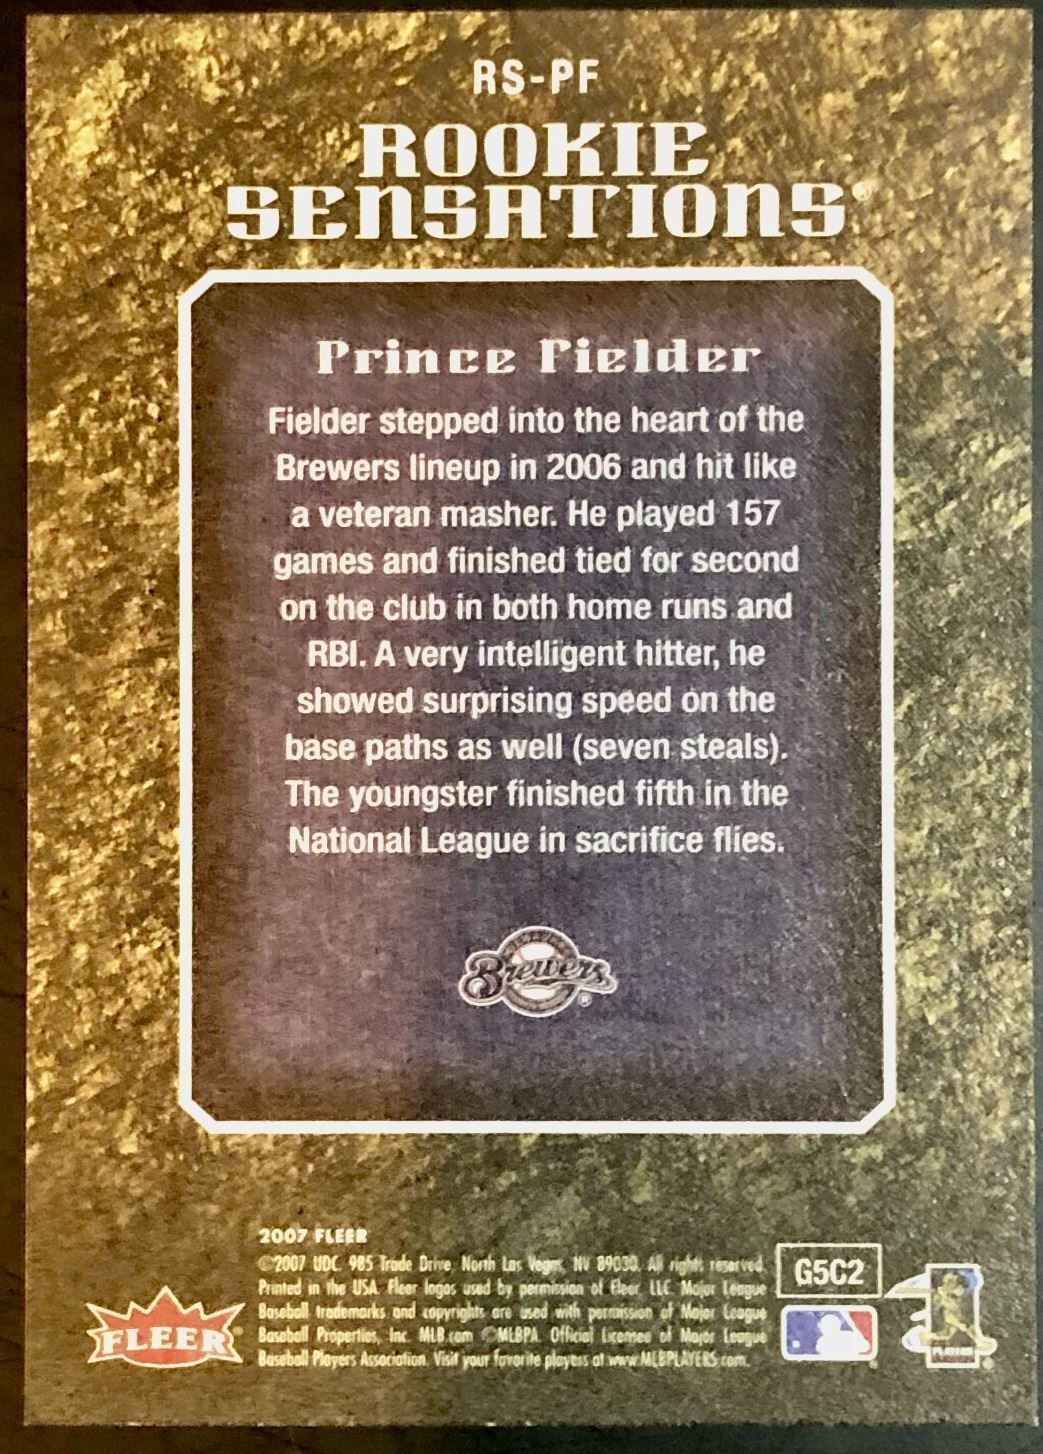 RS-PF
ROOKIE
SENSATIONS®
Prince Fielder
Fielder stepped into the heart of the
Brewers lineup in 2006 and hit like
a veteran masher. He played 157
games and finished tied for second
on the club in both home runs and
RBI. A very intelligent hitter, he
showed surprising speed on the
base paths as well (seven steals).
The youngster finished fifth in the
National League in sacrifice flies.
Brewers®
2007 FLEER
©2007 UDC. 985 Trade Drive, North Las Vegas, NV 89030. All rights reserved.
Printed in the USA. Fleer logos used by permission of Fleer, LLC. Major League
Baseball trademarks and copyrights are used with permission of Major League
Baseball Properties, Inc. MLB.com ©MLBPA. Official Licensee of Major League
Baseball Players Association. Visit your favorite players at www.MLBPLAYERS.com.
FLEER
G5C2
PLAYERS